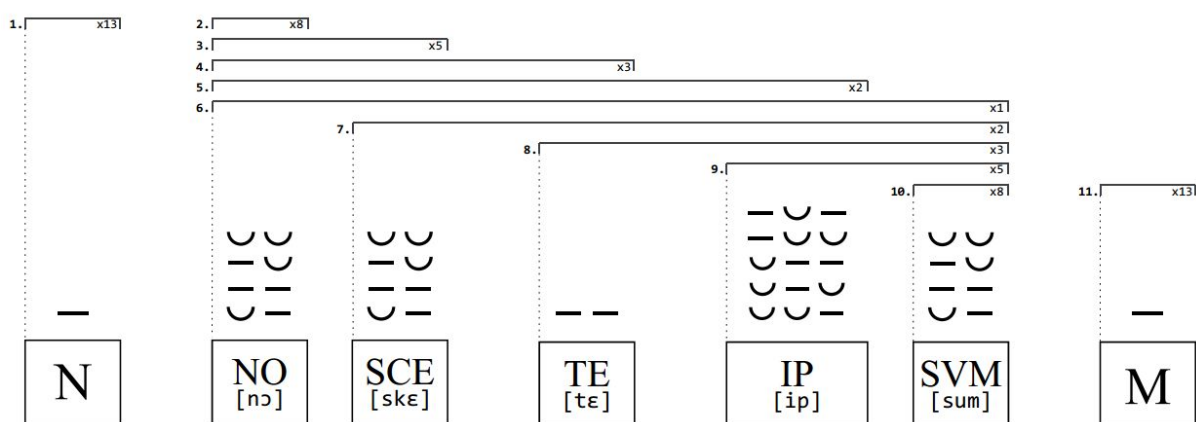 1. x13 2. x8
3. x5
4. x3
5. x2
6. x1
7. x2
8. x3
9. x5
10. x8 11. x13
N NO SCE TE IP SVM M
[nɔ] [skɛ] [tɛ] [ip] [sum]